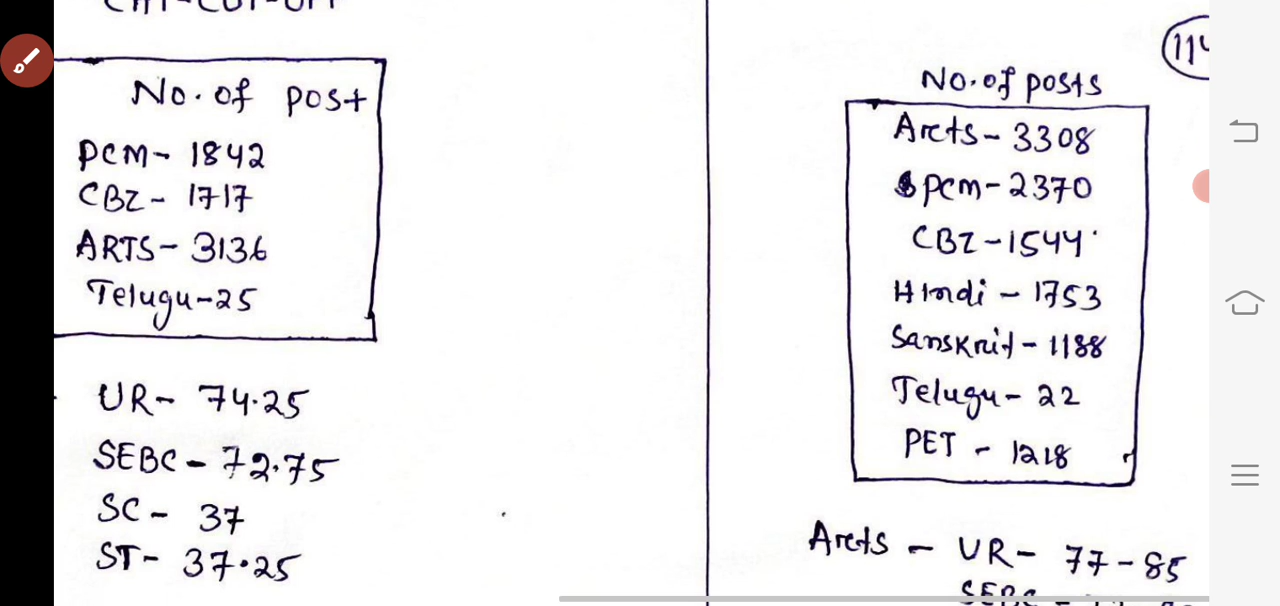 No. of post
PCM - 1842
CBZ - 1717
ARTS - 3136
Telugu - 25
UR - 74.25
SEBC - 72.75
SC - 37
ST - 37.25
No. of posts
Arts - 3308
PCM - 2370
CBZ - 1544
Hindi - 1753
Sanskrit - 1188
Telugu - 22
PET - 1218
Arts - UR - 77-85
SEBC